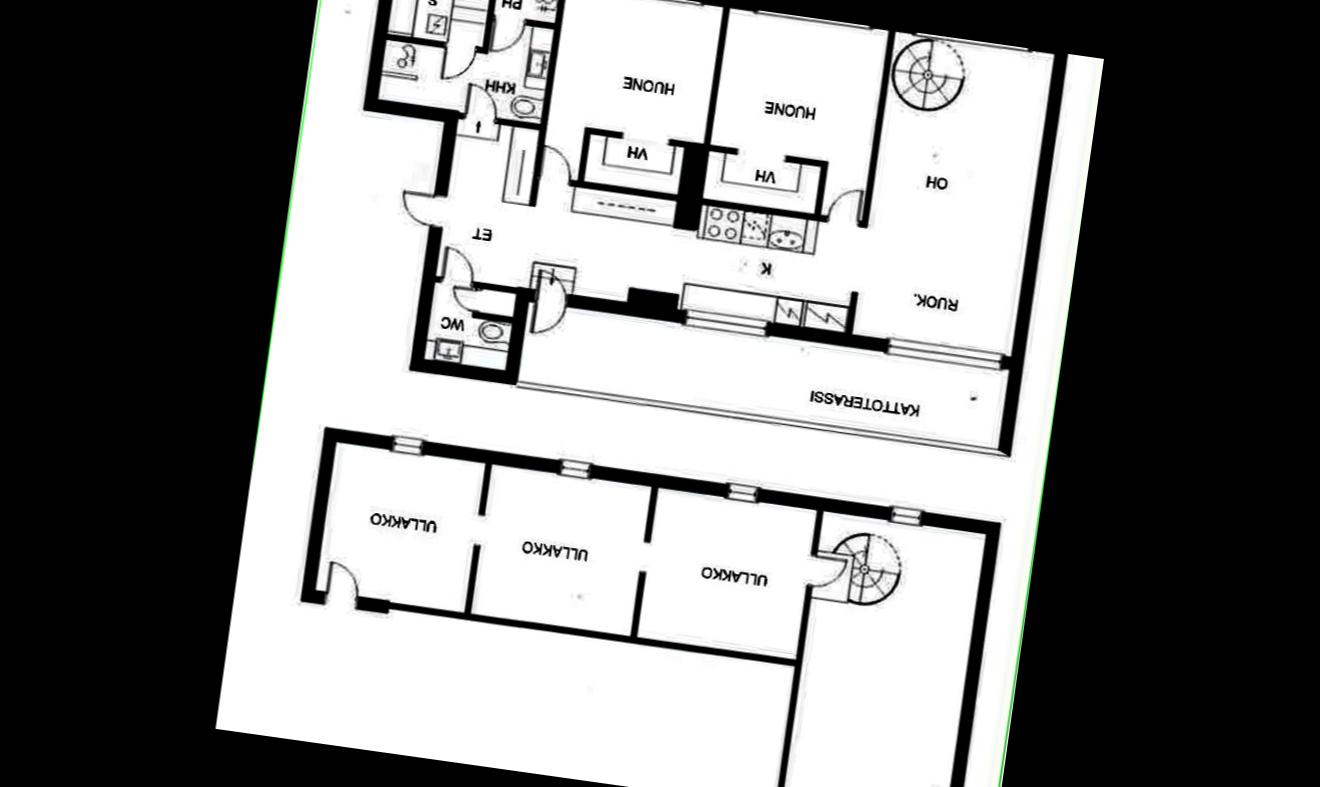 ULLAKKO
ULLAKKO
ULLAKKO
KATTOTERASSI
WC
RUOK.
K
ET
OH
VH
VH
HUONE
HUONE
KHH
PH
S